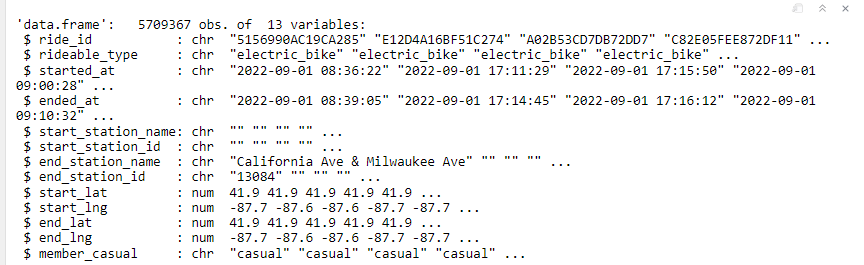 'data.frame':   5709367 obs. of  13 variables:
 $ ride_id           : chr  "5156990AC19CA285" "E12D4A16BF51C274" "A02B53CD7DB72DD7" "C82E05FEE872DF11" ...
 $ rideable_type     : chr  "electric_bike" "electric_bike" "electric_bike" "electric_bike" ...
 $ started_at        : chr  "2022-09-01 08:36:22" "2022-09-01 17:11:29" "2022-09-01 17:15:50" "2022-09-01
09:00:28" ...
 $ ended_at          : chr  "2022-09-01 08:39:05" "2022-09-01 17:14:45" "2022-09-01 17:16:12" "2022-09-01
09:10:32" ...
 $ start_station_name: chr  "" "" "" "" ...
 $ start_station_id  : chr  "" "" "" "" ...
 $ end_station_name  : chr  "California Ave & Milwaukee Ave" "" "" "" ...
 $ end_station_id    : chr  "13084" "" "" "" ...
 $ start_lat         : num  41.9 41.9 41.9 41.9 41.9 ...
 $ start_lng         : num  -87.7 -87.6 -87.6 -87.7 -87.7 ...
 $ end_lat           : num  41.9 41.9 41.9 41.9 41.9 ...
 $ end_lng           : num  -87.7 -87.6 -87.6 -87.7 -87.7 ...
 $ member_casual     : chr  "casual" "casual" "casual" "casual" ...